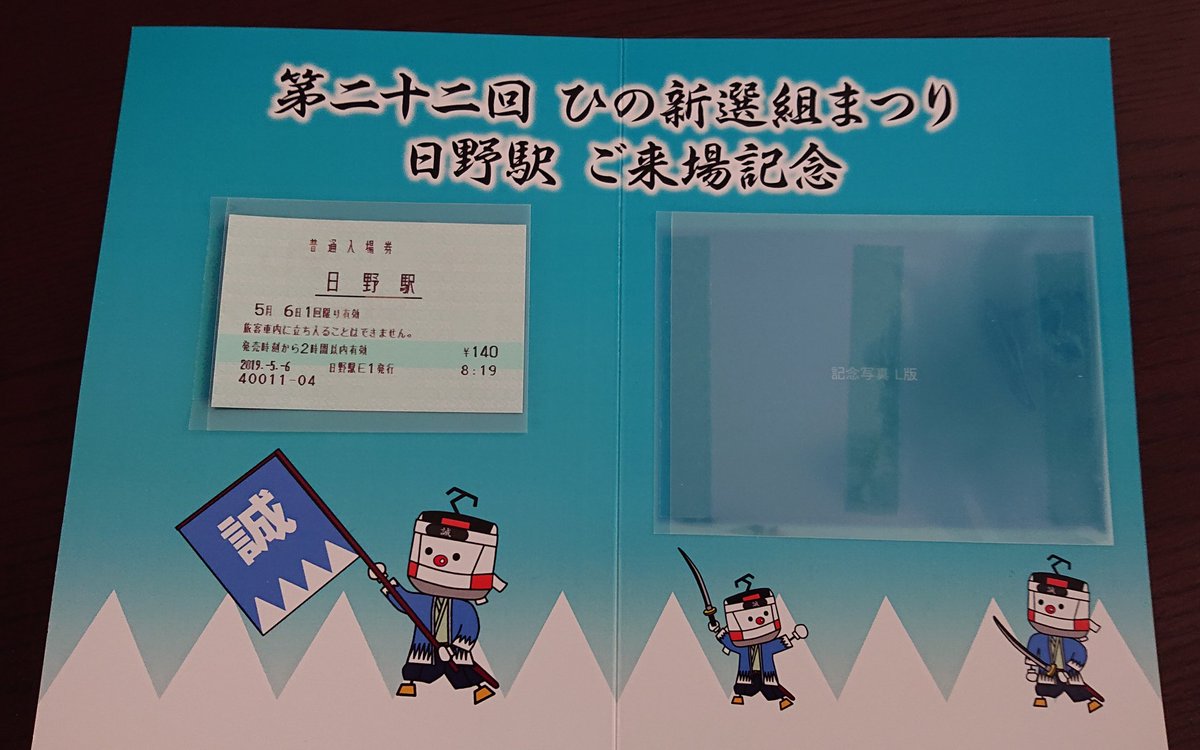 第二十二回 ひの新選組まつり
日野駅 ご来場記念
普通入場券
日野駅
5月 6日1回限り有効
旅客車内に立ち入ることはできません。
発売時刻から2時間以内有効 ¥140
2019.-5.-6 日野駅E1発行 8:19
40011-04
記念写真 L版
誠
誠
誠
誠